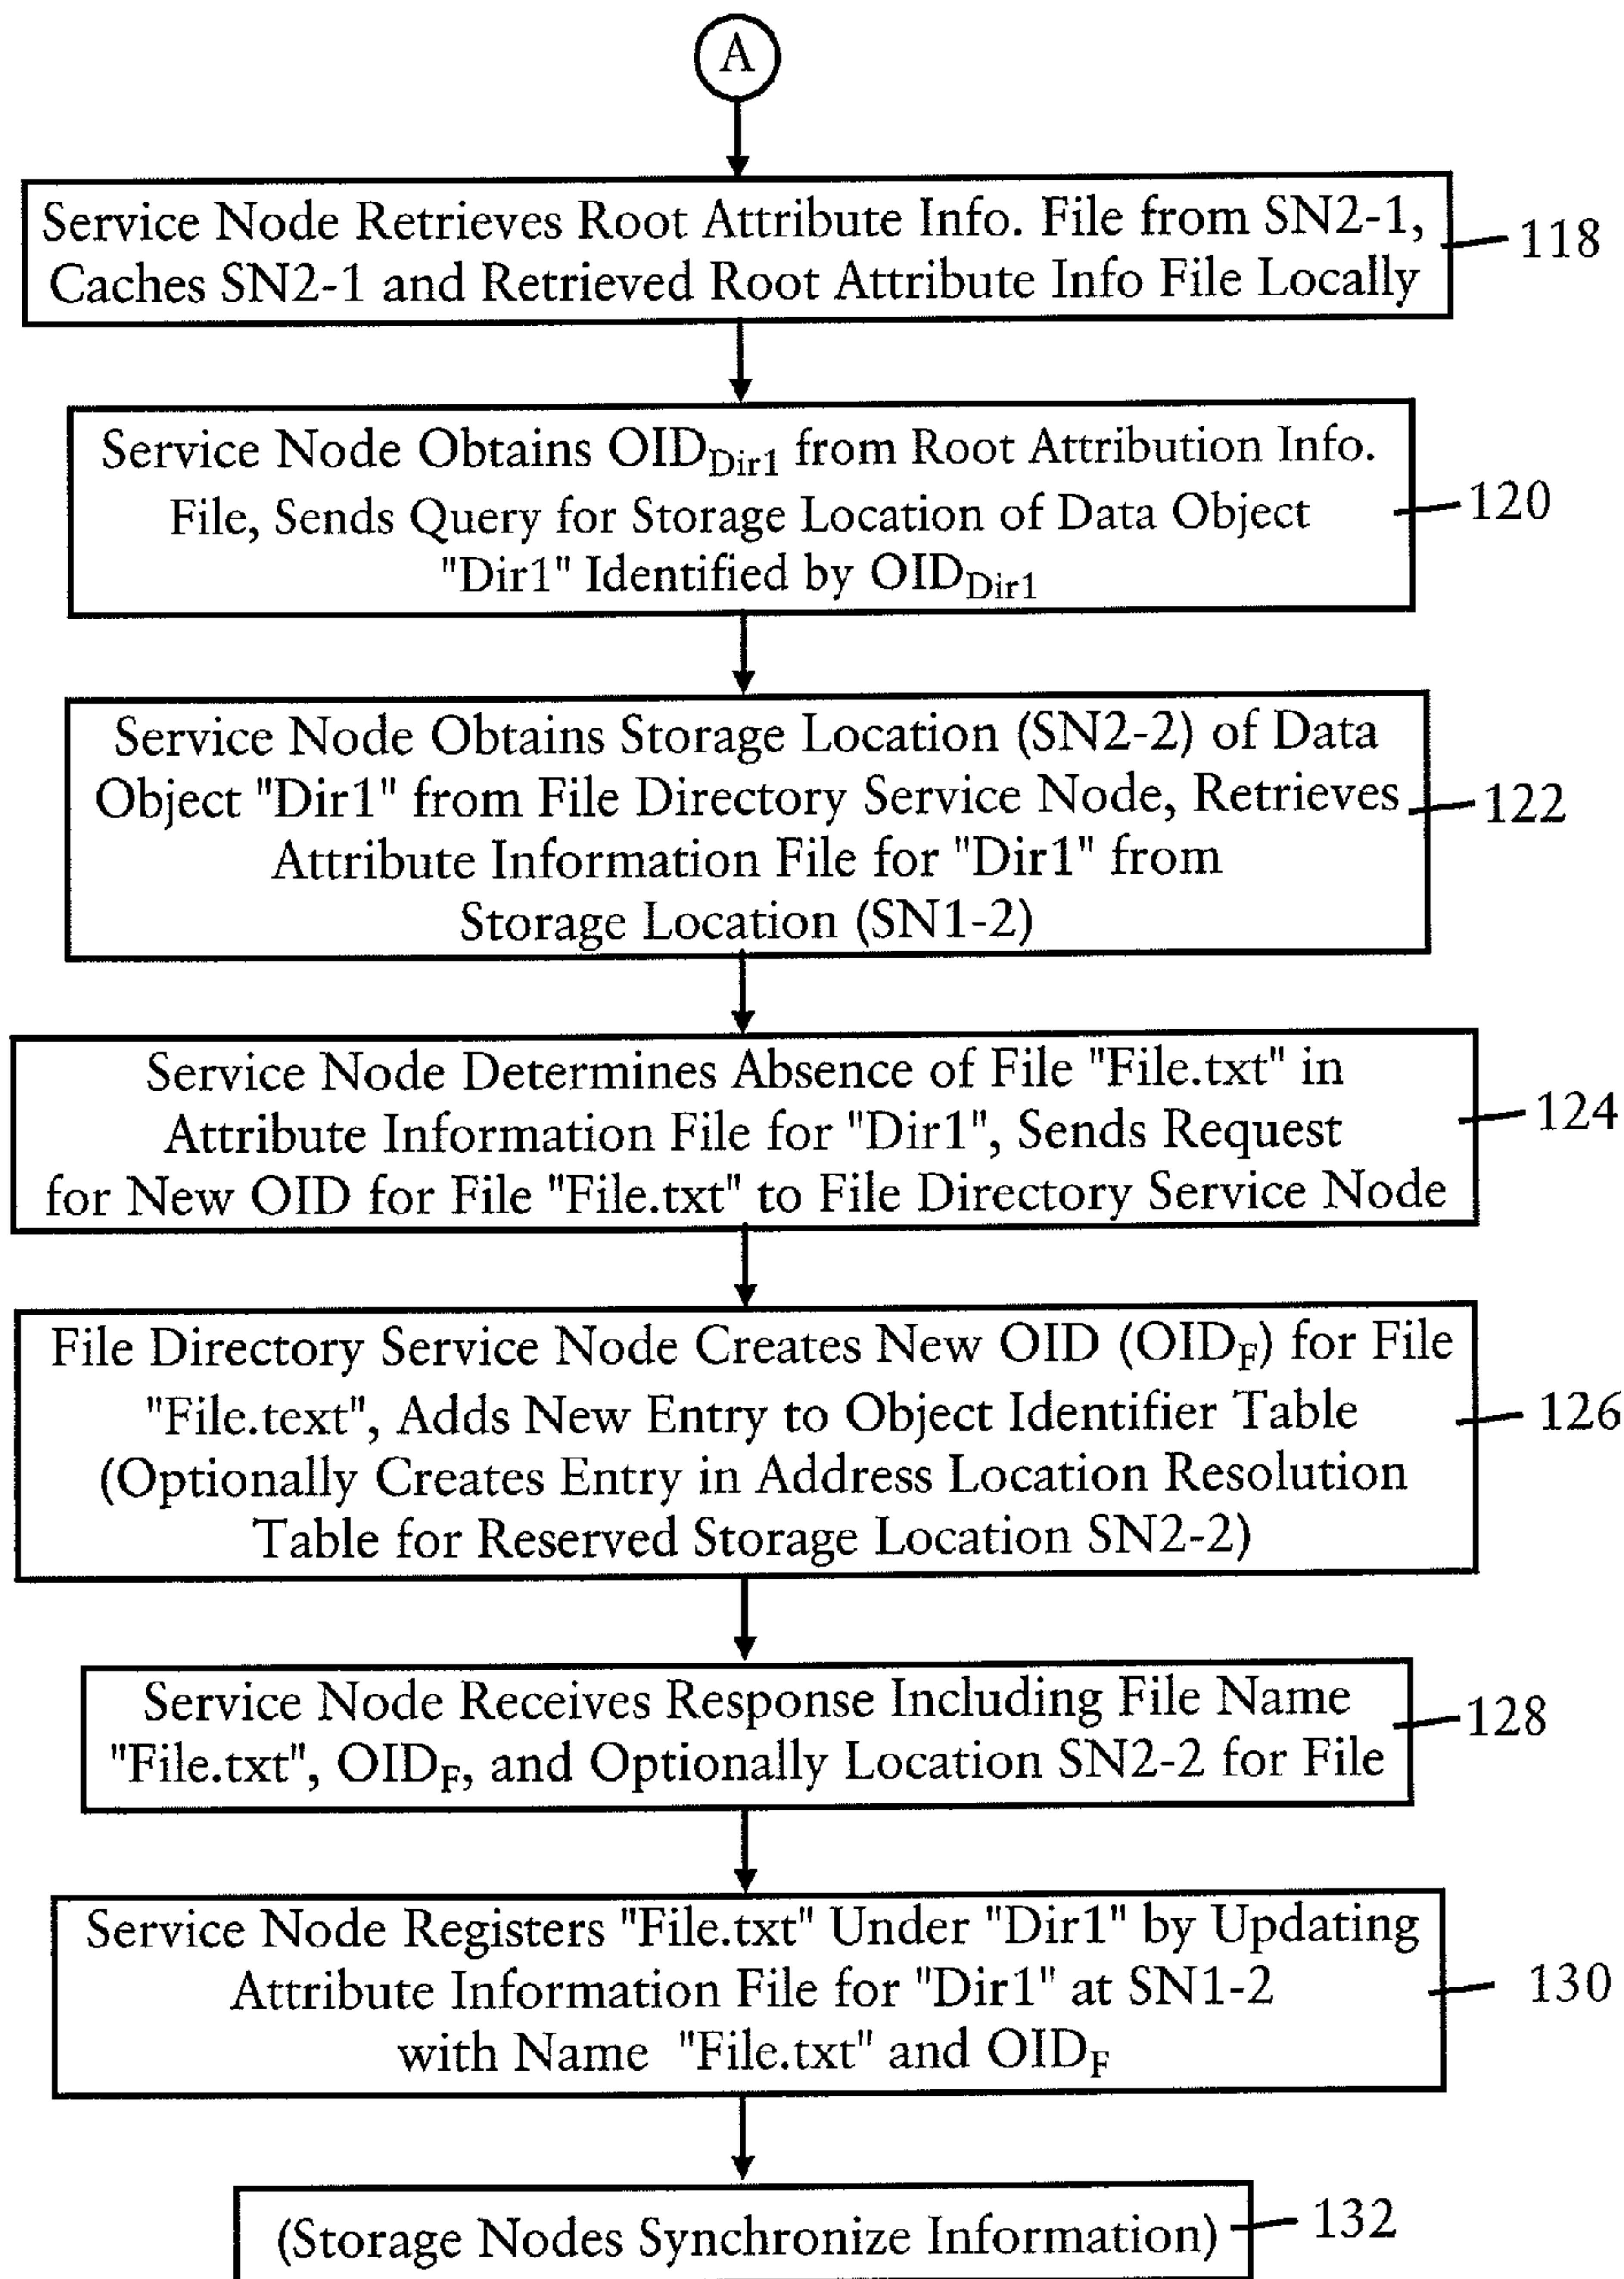 A
Service Node Retrieves Root Attribute Info. File from SN2-1,
Caches SN2-1 and Retrieved Root Attribute Info File Locally
118
Service Node Obtains OID_Dir1 from Root Attribution Info.
File, Sends Query for Storage Location of Data Object
"Dir1" Identified by OID_Dir1
120
Service Node Obtains Storage Location (SN2-2) of Data
Object "Dir1" from File Directory Service Node, Retrieves
Attribute Information File for "Dir1" from
Storage Location (SN1-2)
122
Service Node Determines Absence of File "File.txt" in
Attribute Information File for "Dir1", Sends Request
for New OID for File "File.txt" to File Directory Service Node
124
File Directory Service Node Creates New OID (OID_F) for File
"File.text", Adds New Entry to Object Identifier Table
(Optionally Creates Entry in Address Location Resolution
Table for Reserved Storage Location SN2-2)
126
Service Node Receives Response Including File Name
"File.txt", OID_F, and Optionally Location SN2-2 for File
128
Service Node Registers "File.txt" Under "Dir1" by Updating
Attribute Information File for "Dir1" at SN1-2
with Name "File.txt" and OID_F
130
(Storage Nodes Synchronize Information)
132